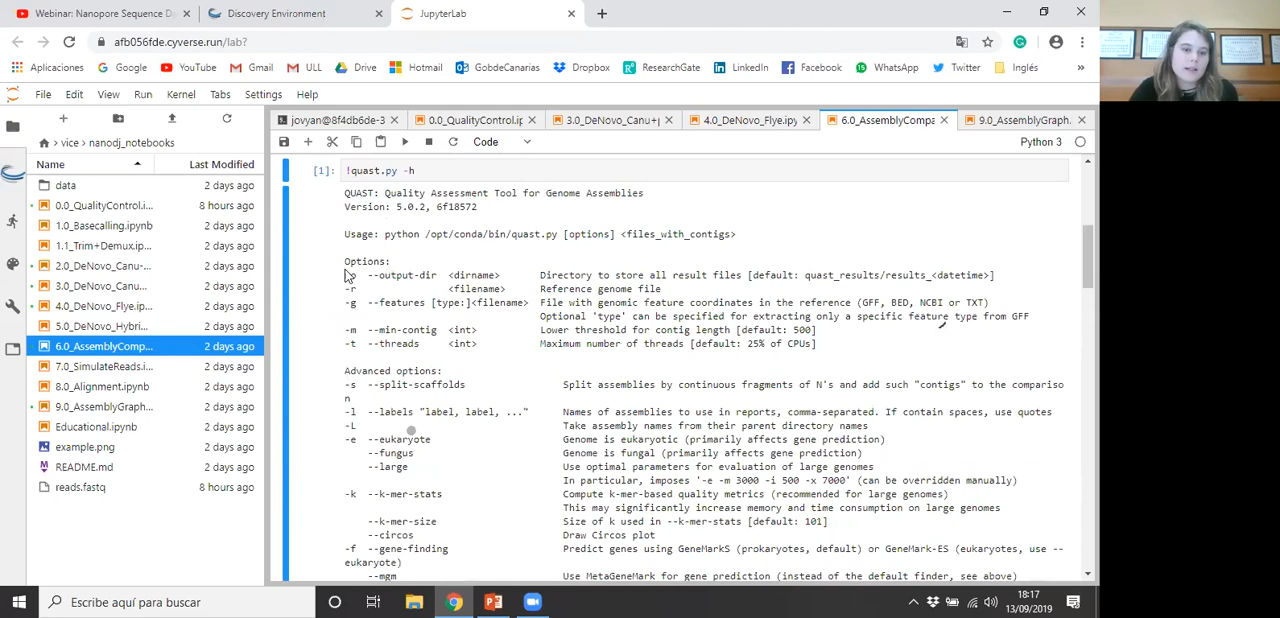 Webinar: Nanopore Sequence D
Discovery Environment
JupyterLab
afb056fde.cyverse.run/lab?
Aplicaciones
Google
YouTube
Gmail
ULL
Drive
Hotmail
GlobeCanarias
Dropbox
ResearchGate
LinkedIn
Facebook
WhatsApp
Twitter
Inglés
File Edit View Run Kernel Tabs Settings Help
jovyan@8f4db6de-3
0.0_QualityControl.ip
3.0_DeNovo_Canu+
4.0_DeNovo_Flye.ipy
6.0_AssemblyCompa
9.0_AssemblyGraph.
vice nanodj_notebooks
Code
Python 3
Name Last Modified
data 2 days ago
0.0_QualityControl.i... 8 hours ago
1.0_Basecalling.ipynb 2 days ago
1.1_Trim+Demux.ip... 2 days ago
2.0_DeNovo_Canu-... 2 days ago
3.0_DeNovo_Canu... 2 days ago
4.0_DeNovo_Flye.ip... 2 days ago
5.0_DeNovo_Hybri... 2 days ago
6.0_AssemblyComp... 2 days ago
7.0_SimulateReads.i... 2 days ago
8.0_Alignment.ipynb 2 days ago
9.0_AssemblyGraph... 2 days ago
Educational.ipynb 2 days ago
example.png 2 days ago
README.md 2 days ago
reads.fastq 8 hours ago
[1]: !quast.py -h
QUAST: Quality Assessment Tool for Genome Assemblies
Version: 5.0.2, 6f18572
Usage: python /opt/conda/bin/quast.py [options] <files_with_contigs>
Options:
--output-dir <dirname> Directory to store all result files [default: quast_results/results_<datetime>]
-r <filename> Reference genome file
-g --features [type:]<filename> File with genomic feature coordinates in the reference (GFF, BED, NCBI or TXT)
Optional 'type' can be specified for extracting only a specific feature type from GFF
-m --min-contig <int> Lower threshold for contig length [default: 500]
-t --threads <int> Maximum number of threads [default: 25% of CPUs]
Advanced options:
-s --split-scaffolds Split assemblies by continuous fragments of N's and add such "contigs" to the compariso
n
-l --labels "label, label, ..." Names of assemblies to use in reports, comma-separated. If contain spaces, use quotes
-L Take assembly names from their parent directory names
-e --eukaryote Genome is eukaryotic (primarily affects gene prediction)
--fungus Genome is fungal (primarily affects gene prediction)
--large Use optimal parameters for evaluation of large genomes
In particular, imposes '-e -m 3000 -i 500 -x 7000' (can be overridden manually)
-k --k-mer-stats Compute k-mer-based quality metrics (recommended for large genomes)
This may significantly increase memory and time consumption on large genomes
--k-mer-size Size of k used in --k-mer-stats [default: 101]
--circos Draw Circos plot
-f --gene-finding Predict genes using GeneMarkS (prokaryotes, default) or GeneMark-ES (eukaryotes, use --
eukaryote)
--mgm Use MetaGeneMark for gene prediction (instead of the default finder, see above)
Escribe aquí para buscar
18:17
13/09/2019